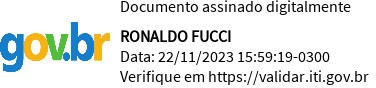 Documento assinado digitalmente
gov.br
RONALDO FUCCI
Data: 22/11/2023 15:59:19-0300
Verifique em https://validar.iti.gov.br